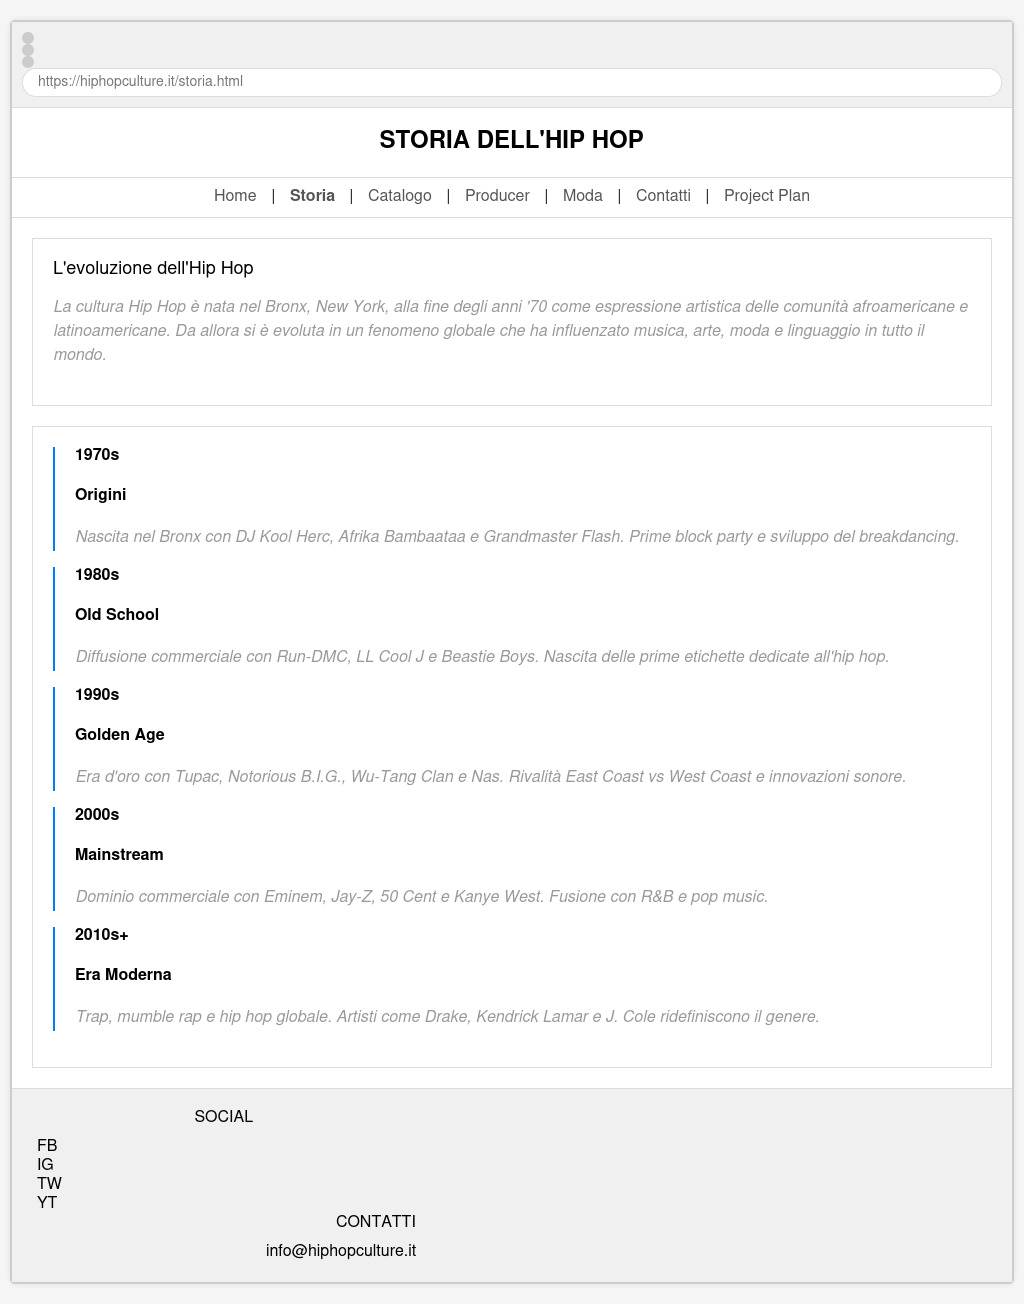 https://hiphopculture.it/storia.html
STORIA DELL'HIP HOP
Home | Storia | Catalogo | Producer | Moda | Contatti | Project Plan
L'evoluzione dell'Hip Hop
La cultura Hip Hop è nata nel Bronx, New York, alla fine degli anni '70 come espressione artistica delle comunità afroamericane e
latinoamericane. Da allora si è evoluta in un fenomeno globale che ha influenzato musica, arte, moda e linguaggio in tutto il
mondo.
1970s
Origini
Nascita nel Bronx con DJ Kool Herc, Afrika Bambaataa e Grandmaster Flash. Prime block party e sviluppo del breakdancing.
1980s
Old School
Diffusione commerciale con Run-DMC, LL Cool J e Beastie Boys. Nascita delle prime etichette dedicate all'hip hop.
1990s
Golden Age
Era d'oro con Tupac, Notorious B.I.G., Wu-Tang Clan e Nas. Rivalità East Coast vs West Coast e innovazioni sonore.
2000s
Mainstream
Dominio commerciale con Eminem, Jay-Z, 50 Cent e Kanye West. Fusione con R&B e pop music.
2010s+
Era Moderna
Trap, mumble rap e hip hop globale. Artisti come Drake, Kendrick Lamar e J. Cole ridefiniscono il genere.
SOCIAL
FB
IG
TW
YT
CONTATTI
info@hiphopculture.it